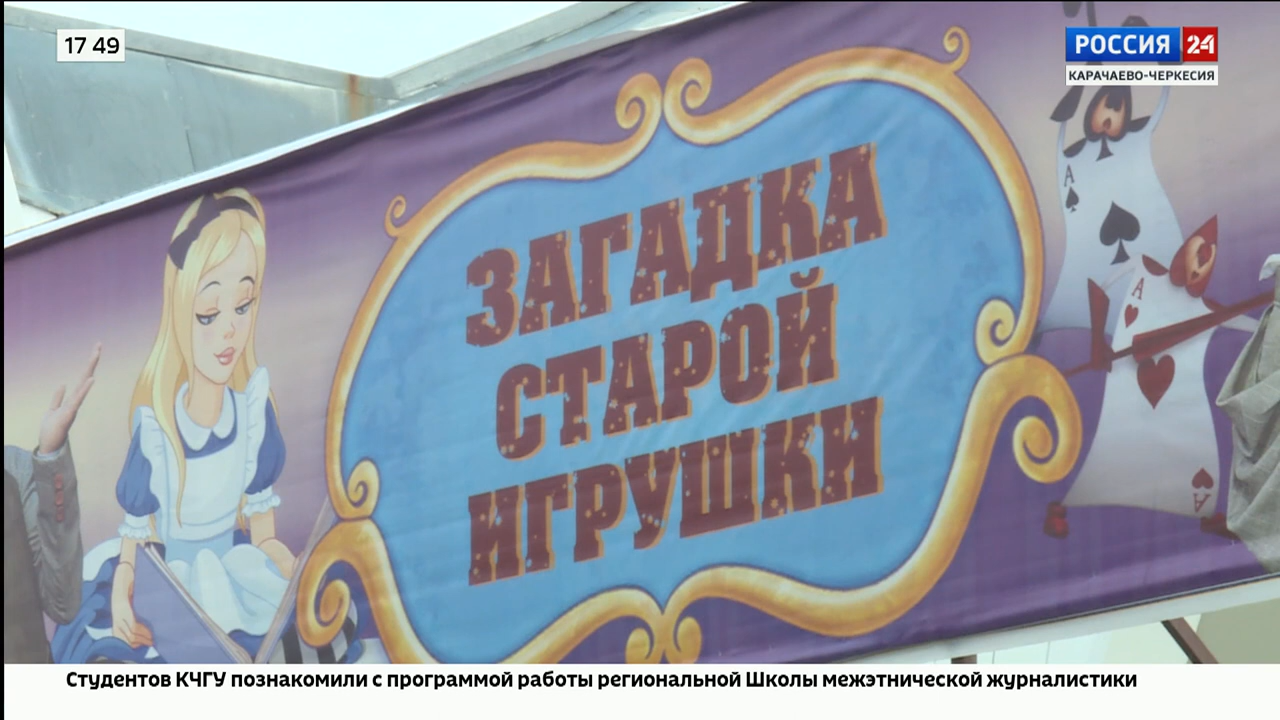 17 49
РОССИЯ 24
КАРАЧАЕВО-ЧЕРКЕСИЯ
ЗАГАДКА
СТАРОЙ
ИГРУШКИ
A
A
A
Студентов КЧГУ познакомили с программой работы региональной Школы межэтнической журналистики